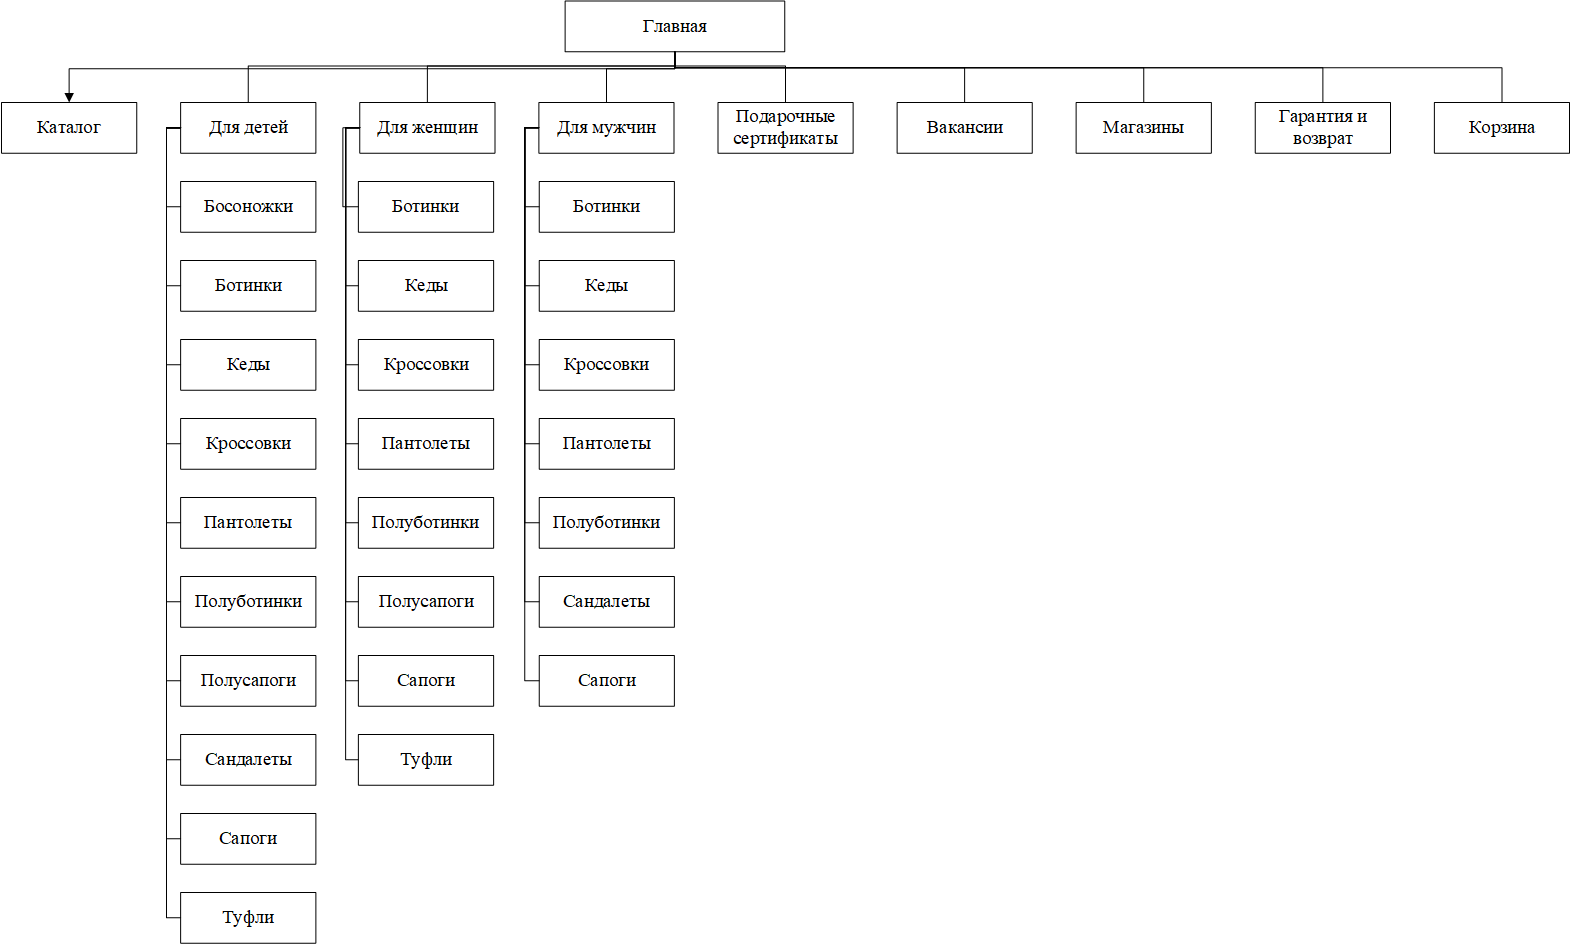 Главная
Каталог
Для детей
Для женщин
Для мужчин
Подарочные
сертификаты
Вакансии
Магазины
Гарантия и
возврат
Корзина
Босоножки
Ботинки
Кеды
Кроссовки
Пантолеты
Полуботинки
Полусапоги
Сандалеты
Сапоги
Туфли
Ботинки
Кеды
Кроссовки
Пантолеты
Полуботинки
Полусапоги
Сапоги
Туфли
Ботинки
Кеды
Кроссовки
Пантолеты
Полуботинки
Сандалеты
Сапоги